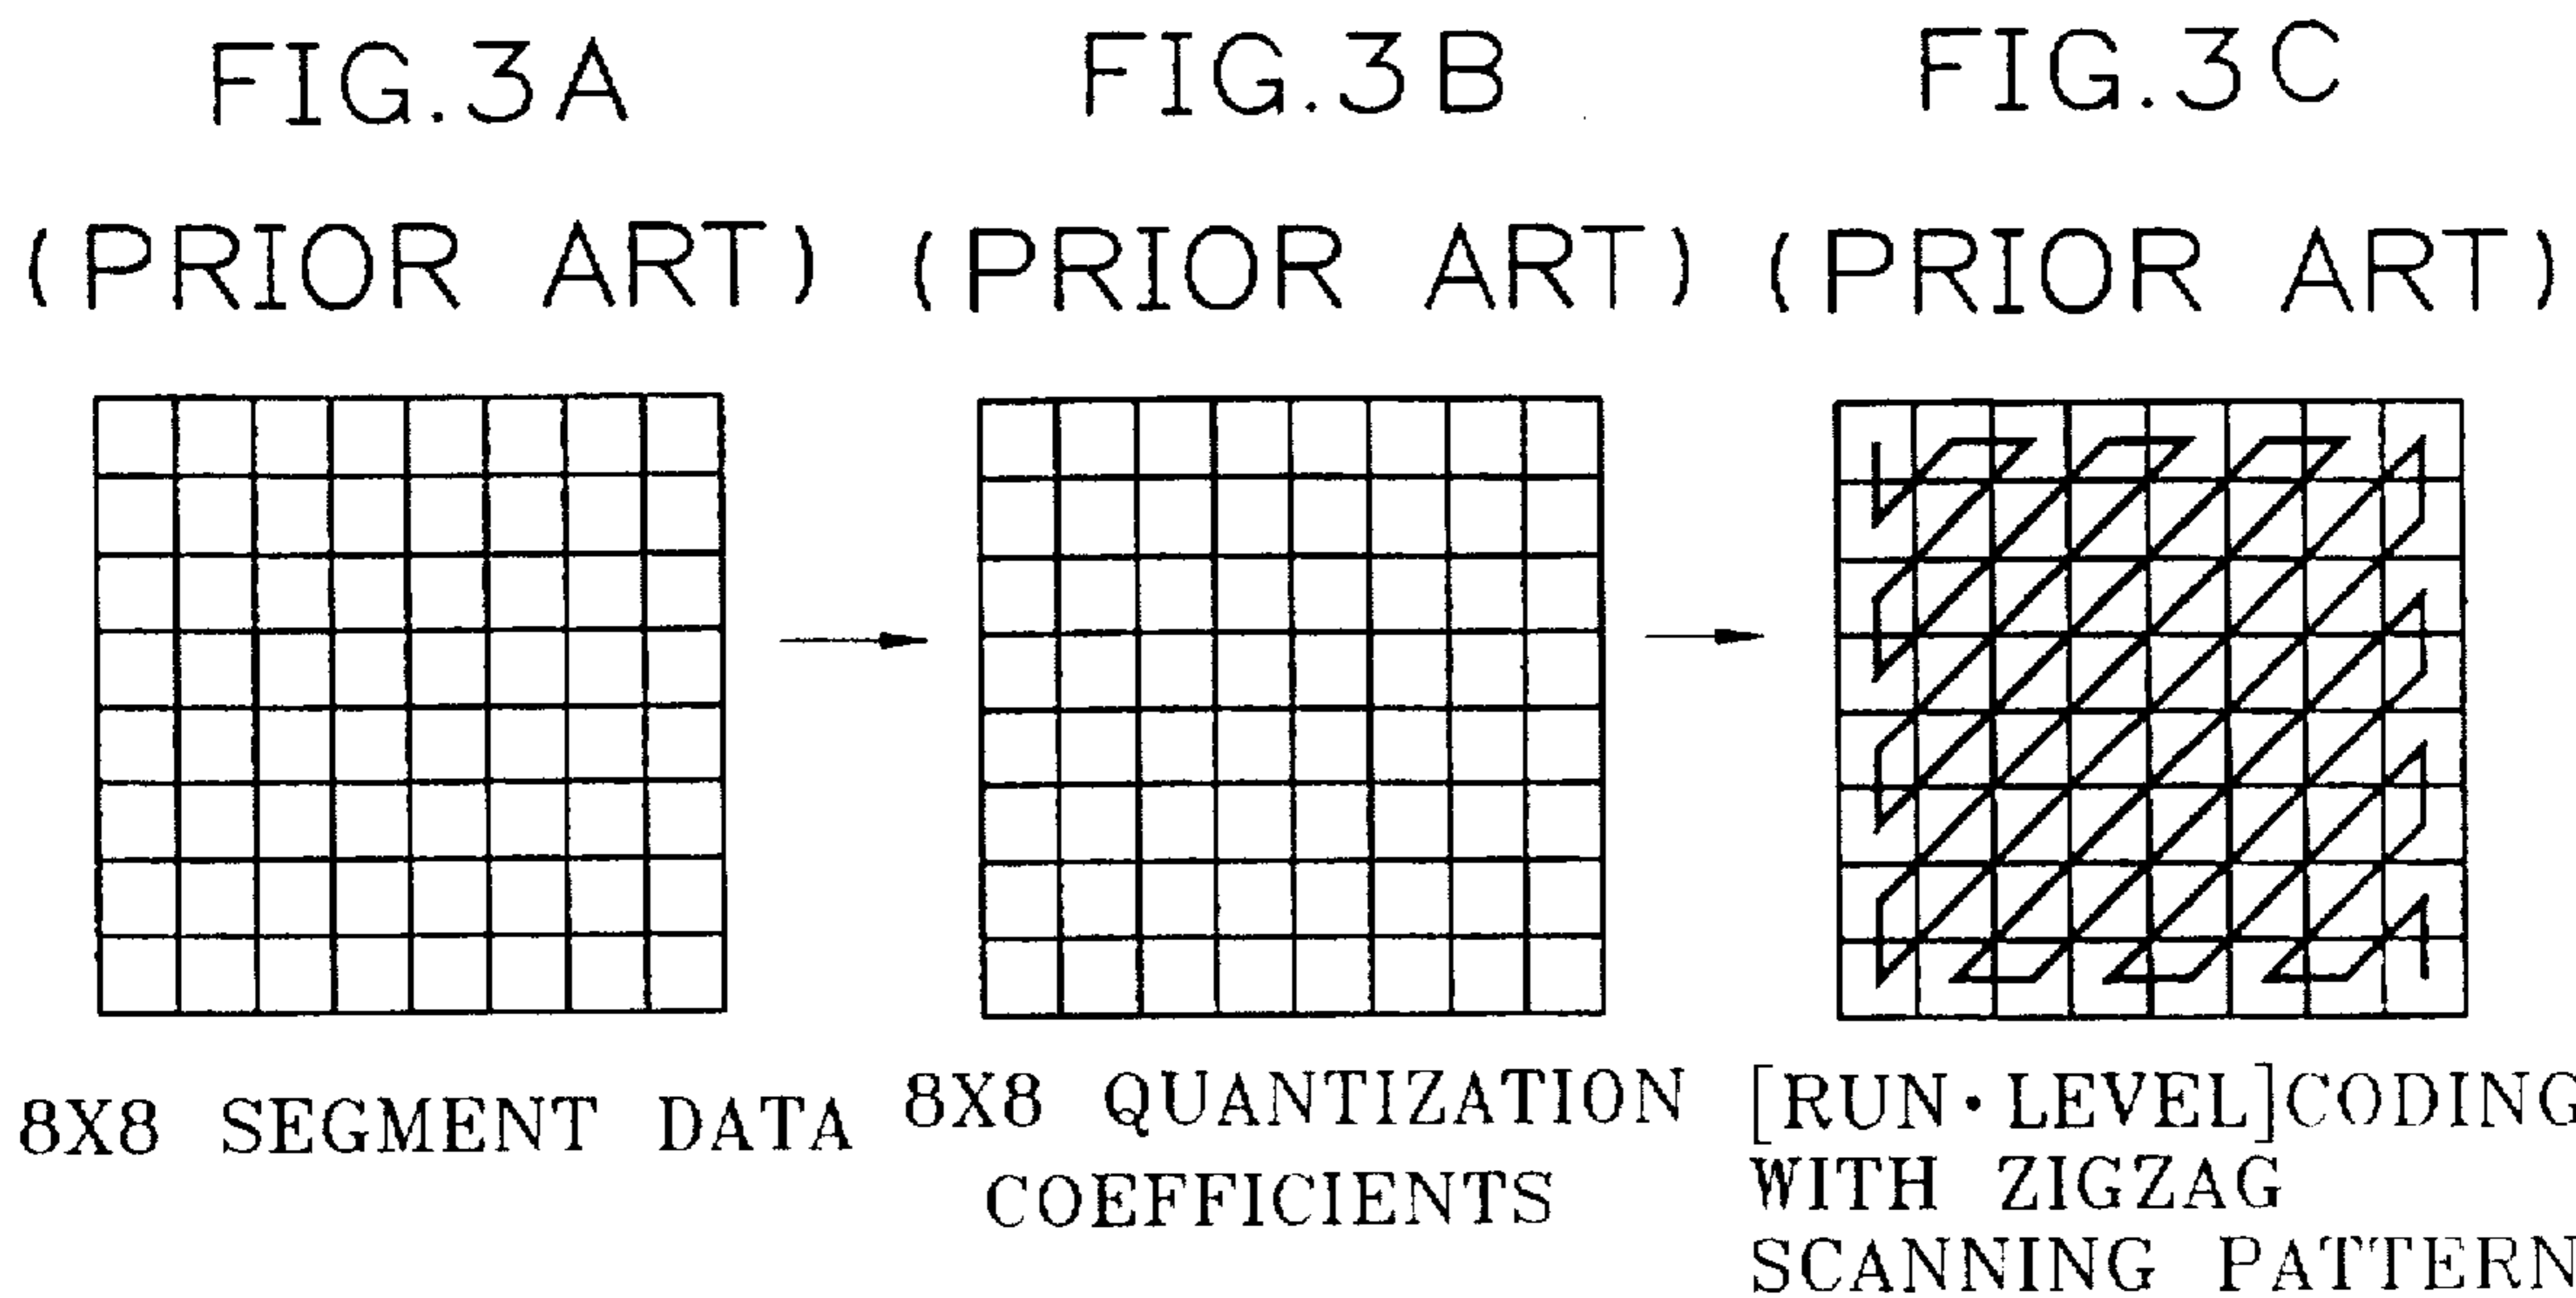 FIG.3A
(PRIOR ART)
8X8 SEGMENT DATA
FIG.3B
(PRIOR ART)
8X8 QUANTIZATION
COEFFICIENTS
FIG.3C
(PRIOR ART)
[RUN·LEVEL]CODING
WITH ZIGZAG
SCANNING PATTERN